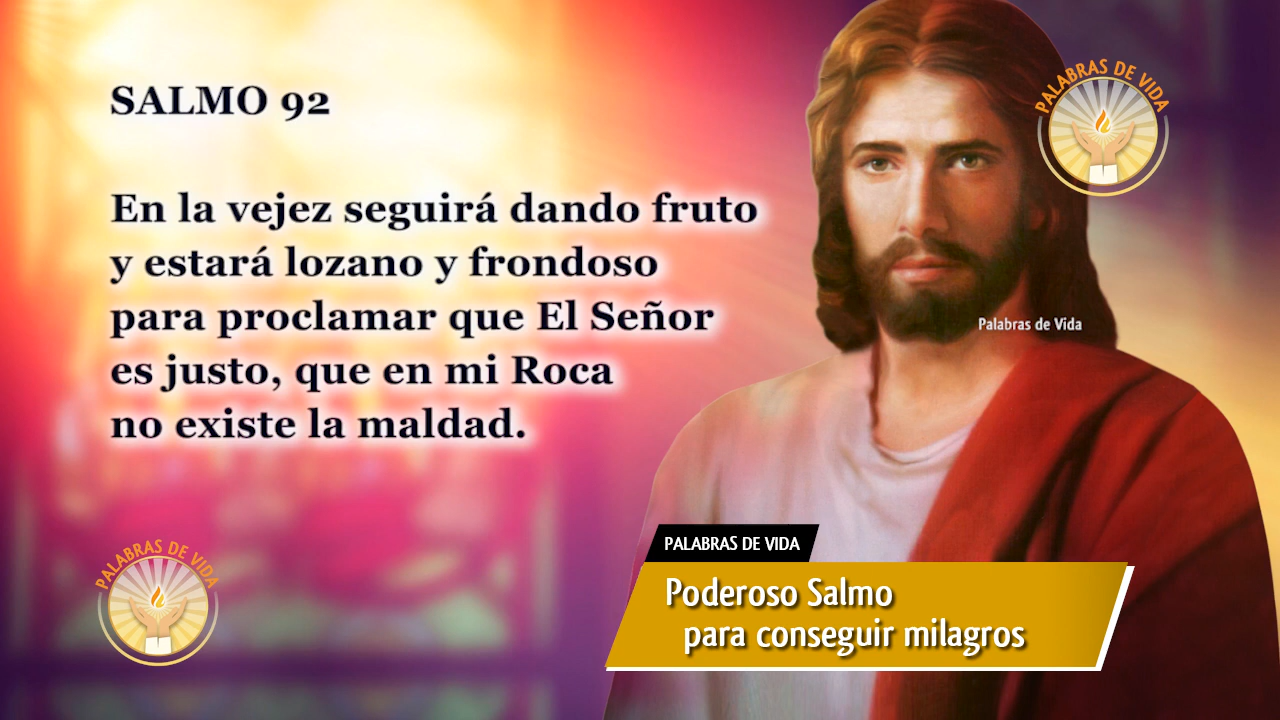 SALMO 92
En la vejez seguirá dando fruto
y estará lozano y frondoso
para proclamar que El Señor
es justo, que en mi Roca
no existe la maldad.
PALABRAS DE VIDA
Palabras de Vida
PALABRAS DE VIDA
PALABRAS DE VIDA
Poderoso Salmo
para conseguir milagros